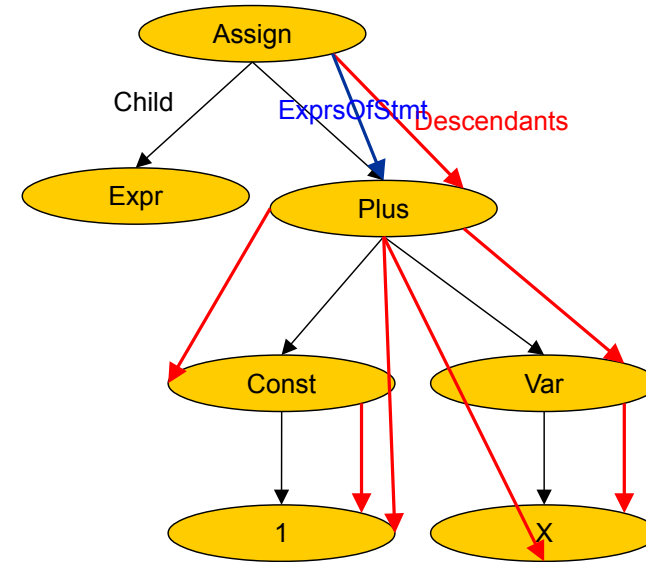 Assign
Child
ExprsOfStmt
Descendants
Expr
Plus
Const
Var
1
X